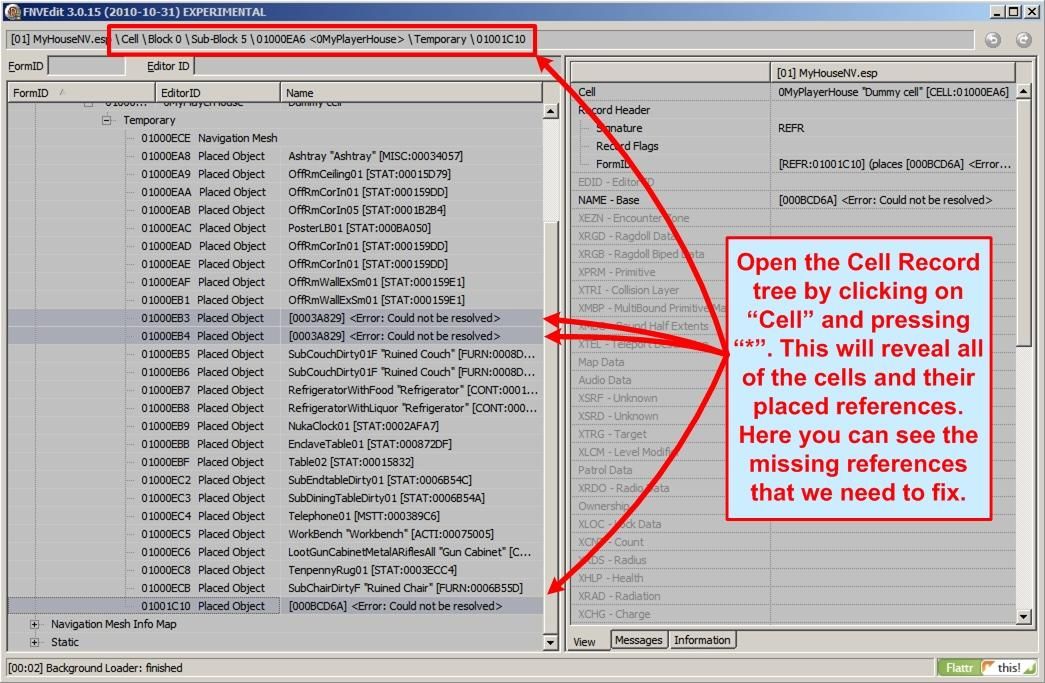 FNVEdit 3.0.15 (2010-10-31) EXPERIMENTAL
[01] MyHouseNV.esp \Cell \Block 0 \Sub-Block 5 \01000EA6 <0MyPlayerHouse> \Temporary \01001C10
FormID
Editor ID
FormID EditorID Name
0MyPlayerHouse Dummy cell
Temporary
01000ECE Navigation Mesh
01000EA8 Placed Object Ashtray "Ashtray" [MISC:00034057]
01000EA9 Placed Object OffRmCeiling01 [STAT:00015D79]
01000EAA Placed Object OffRmCorIn01 [STAT:000159DD]
01000EAB Placed Object OffRmCorIn05 [STAT:0001B2B4]
01000EAC Placed Object PosterLB01 [STAT:000BA050]
01000EAD Placed Object OffRmCorIn01 [STAT:000159DD]
01000EAE Placed Object OffRmCorIn01 [STAT:000159DD]
01000EAF Placed Object OffRmWallExSm01 [STAT:000159E1]
01000EB1 Placed Object OffRmWallExSm01 [STAT:000159E1]
01000EB3 Placed Object [0003A829] <Error: Could not be resolved>
01000EB4 Placed Object [0003A829] <Error: Could not be resolved>
01000EB5 Placed Object SubCouchDirty01F "Ruined Couch" [FURN:0008D...
01000EB6 Placed Object SubCouchDirty01F "Ruined Couch" [FURN:0008D...
01000EB7 Placed Object RefrigeratorWithFood "Refrigerator" [CONT:0001...
01000EB8 Placed Object RefrigeratorWithLiquor "Refrigerator" [CONT:000...
01000EB9 Placed Object NukaClock01 [STAT:0002AFA7]
01000EBB Placed Object EnclaveTable01 [STAT:000872DF]
01000EBF Placed Object Table02 [STAT:00015832]
01000EC2 Placed Object SubEndtableDirty01 [STAT:0006B54C]
01000EC3 Placed Object SubDiningTableDirty01 [STAT:0006B54A]
01000EC4 Placed Object Telephone01 [MSTT:000389C6]
01000EC5 Placed Object WorkBench "Workbench" [ACTI:00075005]
01000EC6 Placed Object LootGunCabinetMetalARiflesAll "Gun Cabinet" [C...
01000EC8 Placed Object TenpennyRug01 [STAT:0003ECC4]
01000ECB Placed Object SubChairDirtyF "Ruined Chair" [FURN:0006B55D]
01001C10 Placed Object [000BCD6A] <Error: Could not be resolved>
Navigation Mesh Info Map
Static
[01] MyHouseNV.esp
Cell 0MyPlayerHouse "Dummy cell" [CELL:01000EA6]
Record Header
Signature REFR
Record Flags
FormID [REFR:01001C10] (places [000BCD6A] <Error...
EDID - Editor ID
NAME - Base [000BCD6A] <Error: Could not be resolved>
XEZN - Encounter Zone
XRGD - Ragdoll Data
XRGB - Ragdoll Biped Data
XPRM - Primitive
XTRI - Collision Layer
XMBP - MultiBound Primitive Ma
XMBO - Bound Half Extents
XTEL - Teleport
Map Data
Audio Data
XSRF - Unknown
XSRD - Unknown
XTRG - Target
XLCM - Level Modifier
Patrol Data
XRDO - Radio Data
Ownership
XLOC - Lock Data
XCNT - Count
XRDS - Radius
XHLP - Health
XRAD - Radiation
XCHG - Charge
Open the Cell Record
tree by clicking on
“Cell” and pressing
“*”. This will reveal all
of the cells and their
placed references.
Here you can see the
missing references
that we need to fix.
View Messages Information
[00:02] Background Loader: finished
Flattr this!